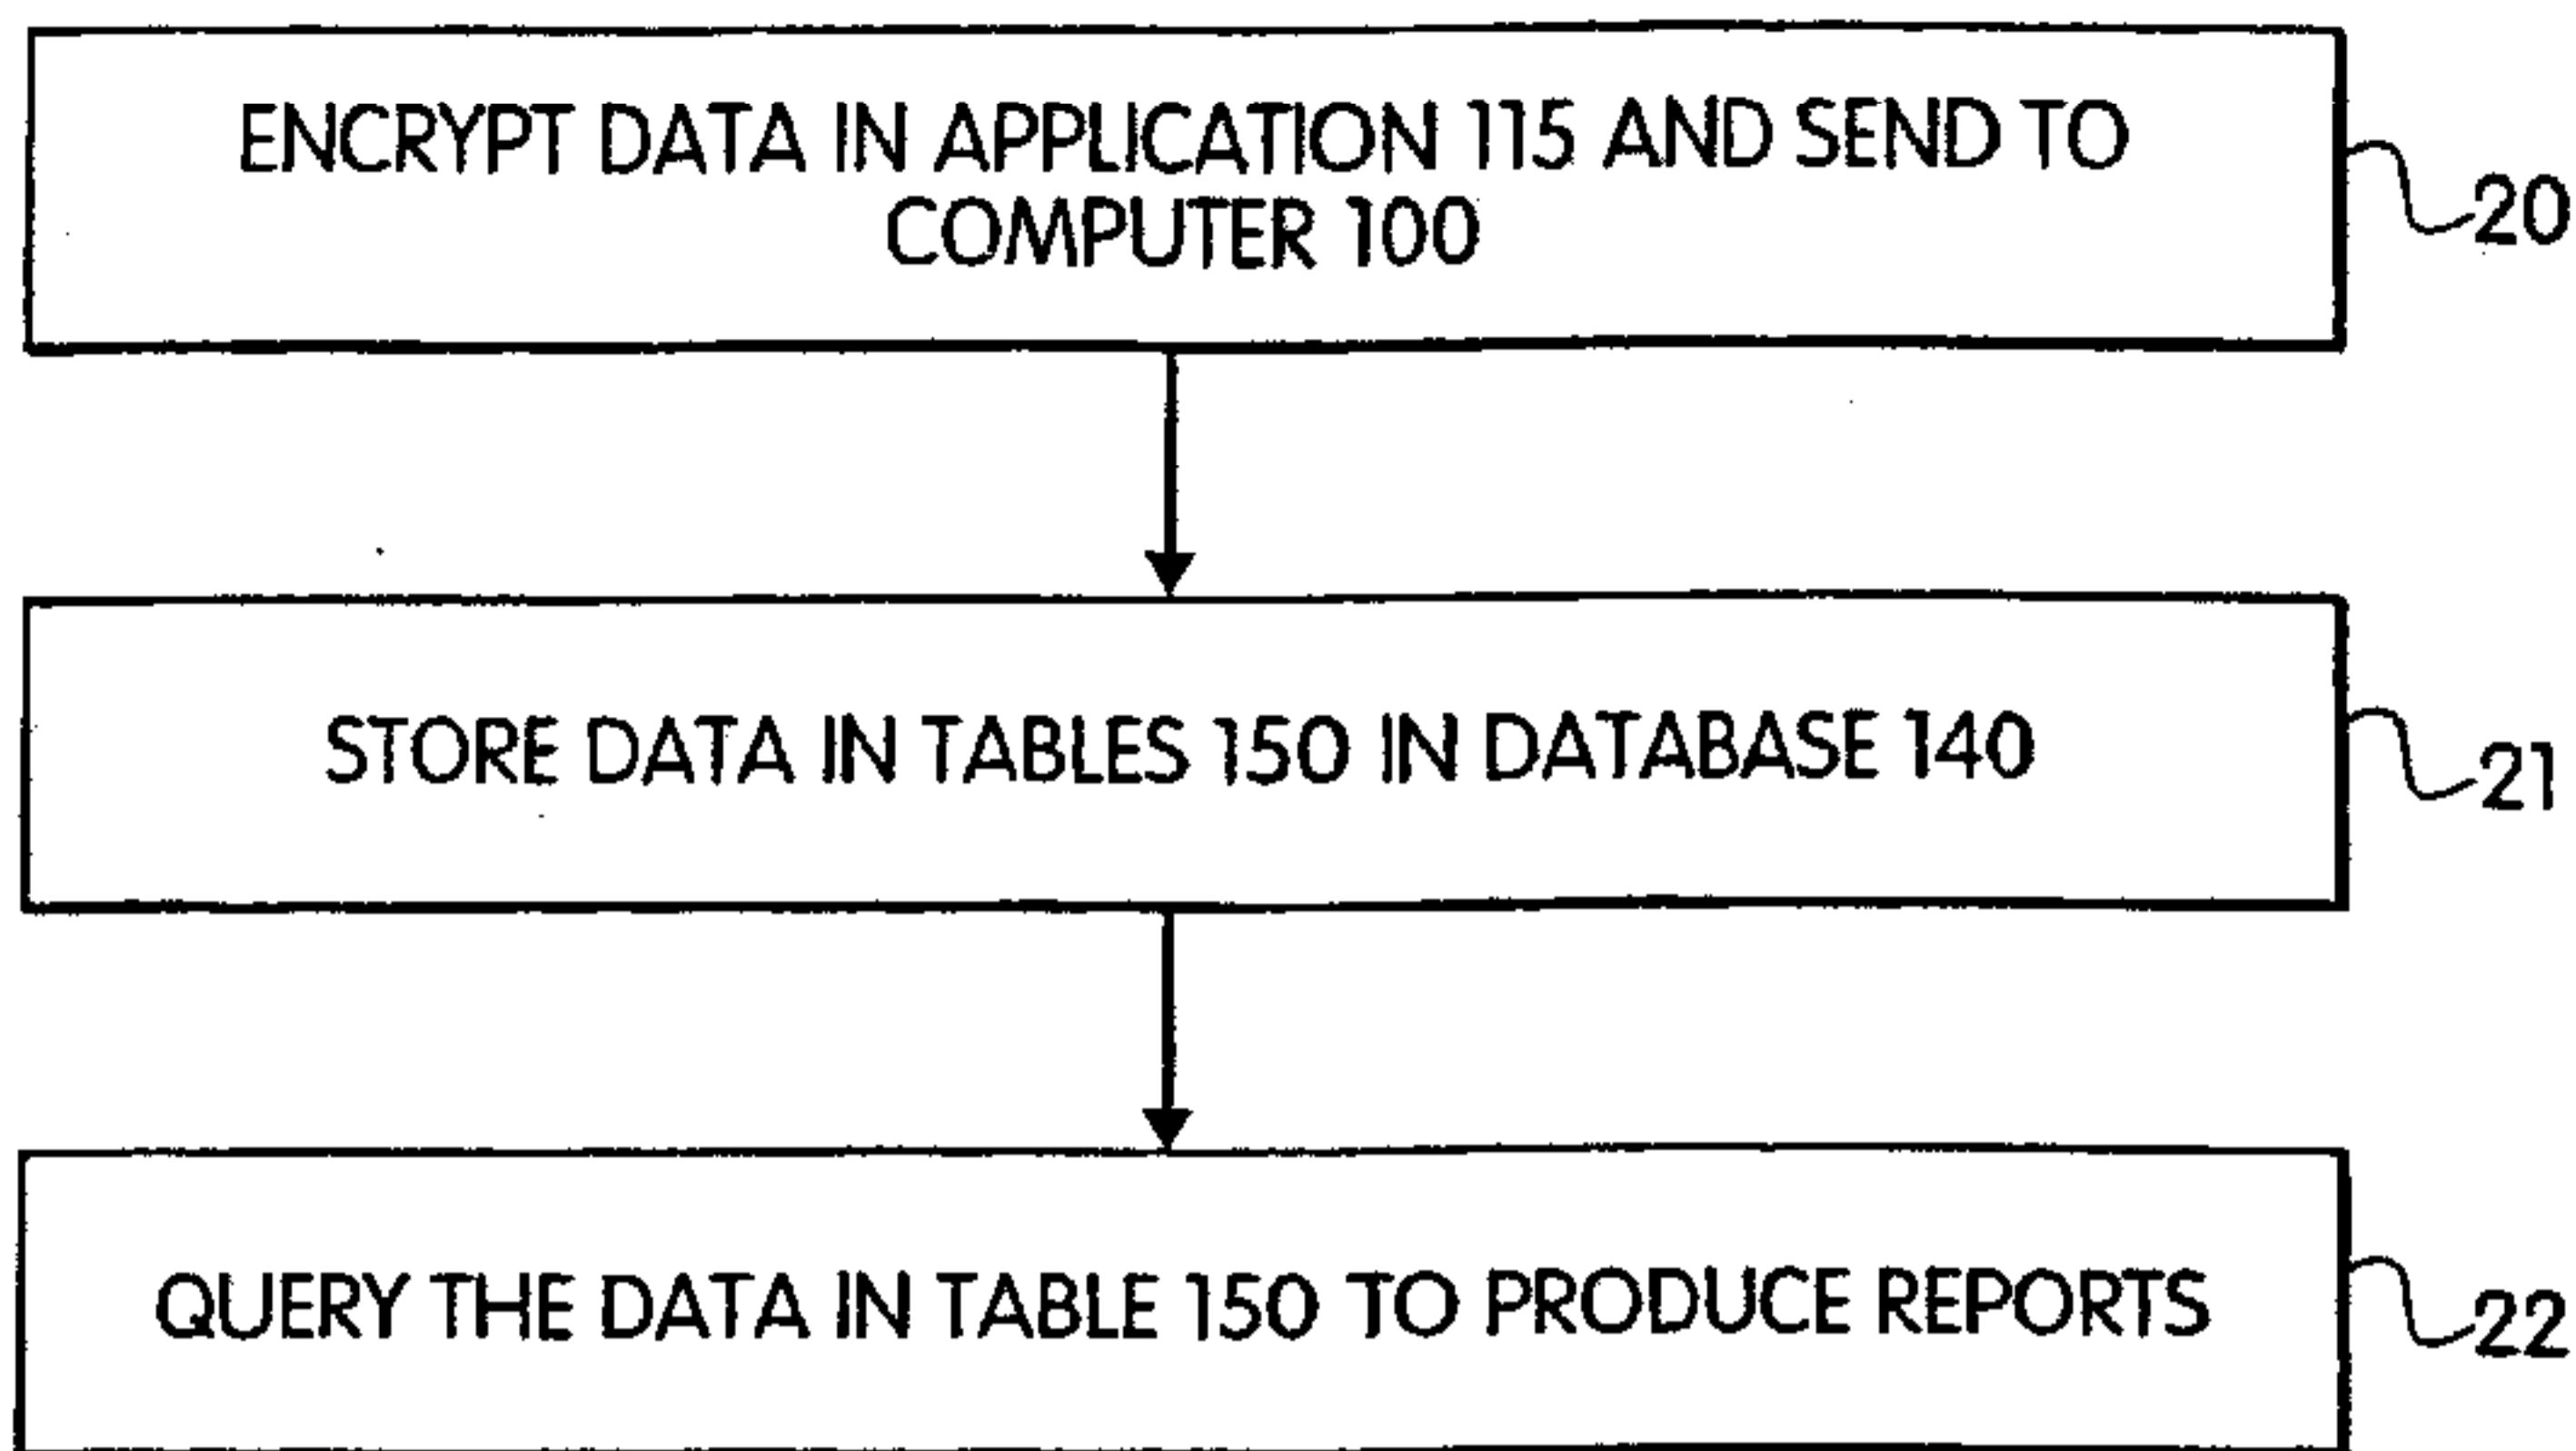 ENCRYPT DATA IN APPLICATION 115 AND SEND TO
COMPUTER 100
20
STORE DATA IN TABLES 150 IN DATABASE 140
21
QUERY THE DATA IN TABLE 150 TO PRODUCE REPORTS
22